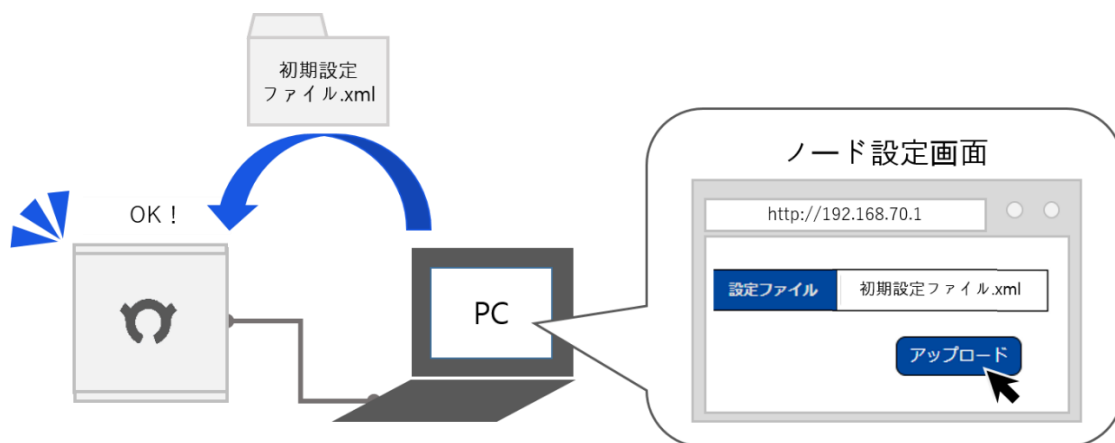 初期設定
ファイル.xml
OK！
PC
ノード設定画面
http://192.168.70.1
設定ファイル 初期設定ファイル.xml
アップロード